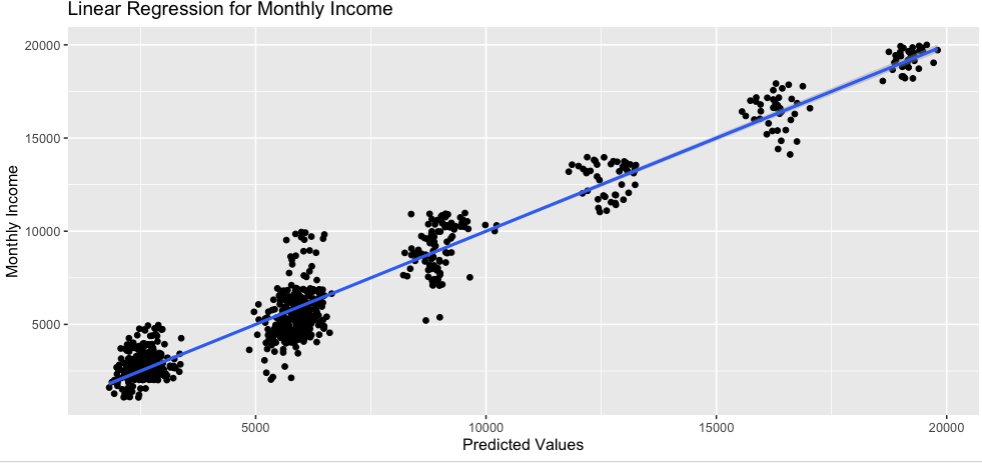 Linear Regression for Monthly Income
20000
15000
10000
5000
Monthly Income
5000 10000 15000 20000
Predicted Values